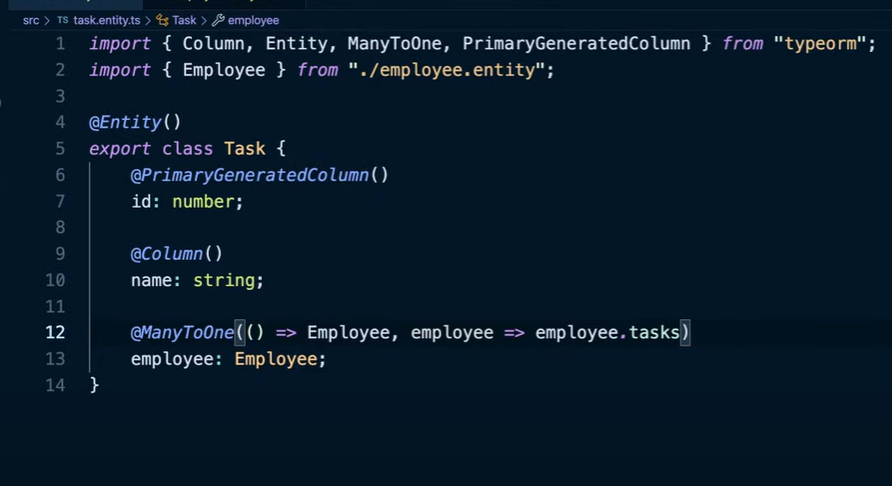 src > TS task.entity.ts > Task > employee
1 import { Column, Entity, ManyToOne, PrimaryGeneratedColumn } from "typeorm";
2 import { Employee } from "./employee.entity";
3
4 @Entity()
5 export class Task {
6 @PrimaryGeneratedColumn()
7 id: number;
8
9 @Column()
10 name: string;
11
12 @ManyToOne(() => Employee, employee => employee.tasks)
13 employee: Employee;
14 }